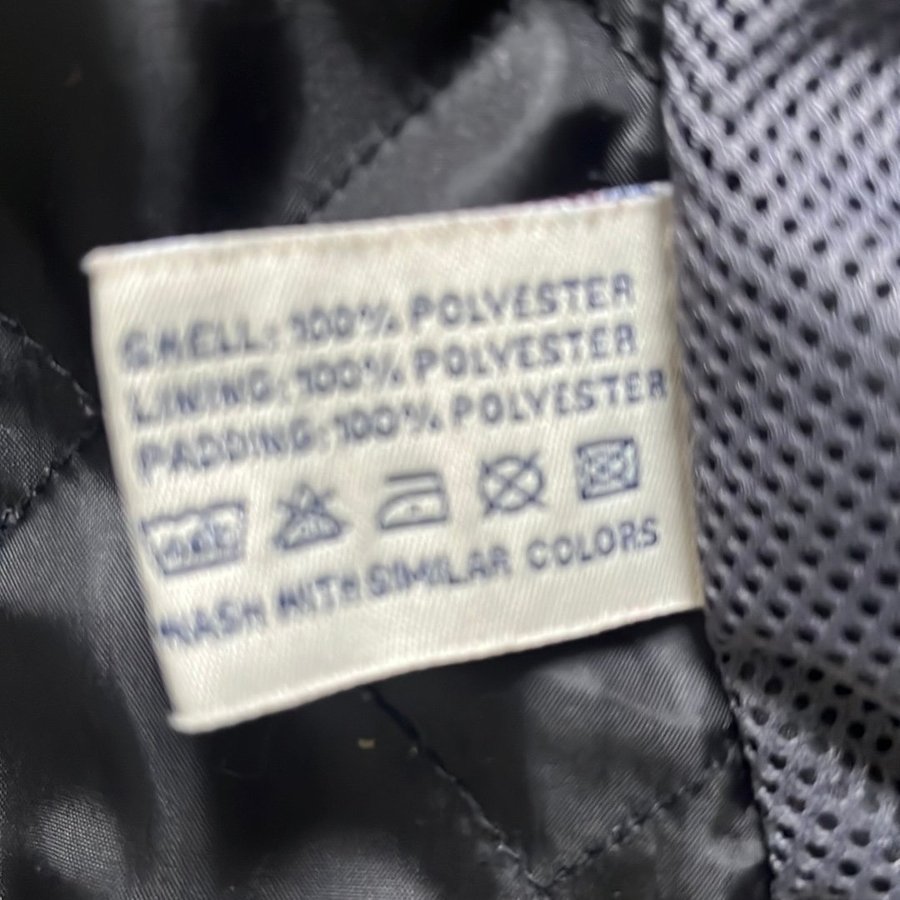 SHELL: 100% POLYESTER
LINING: 100% POLYESTER
PADDING: 100% POLYESTER
WASH WITH SIMILAR COLORS